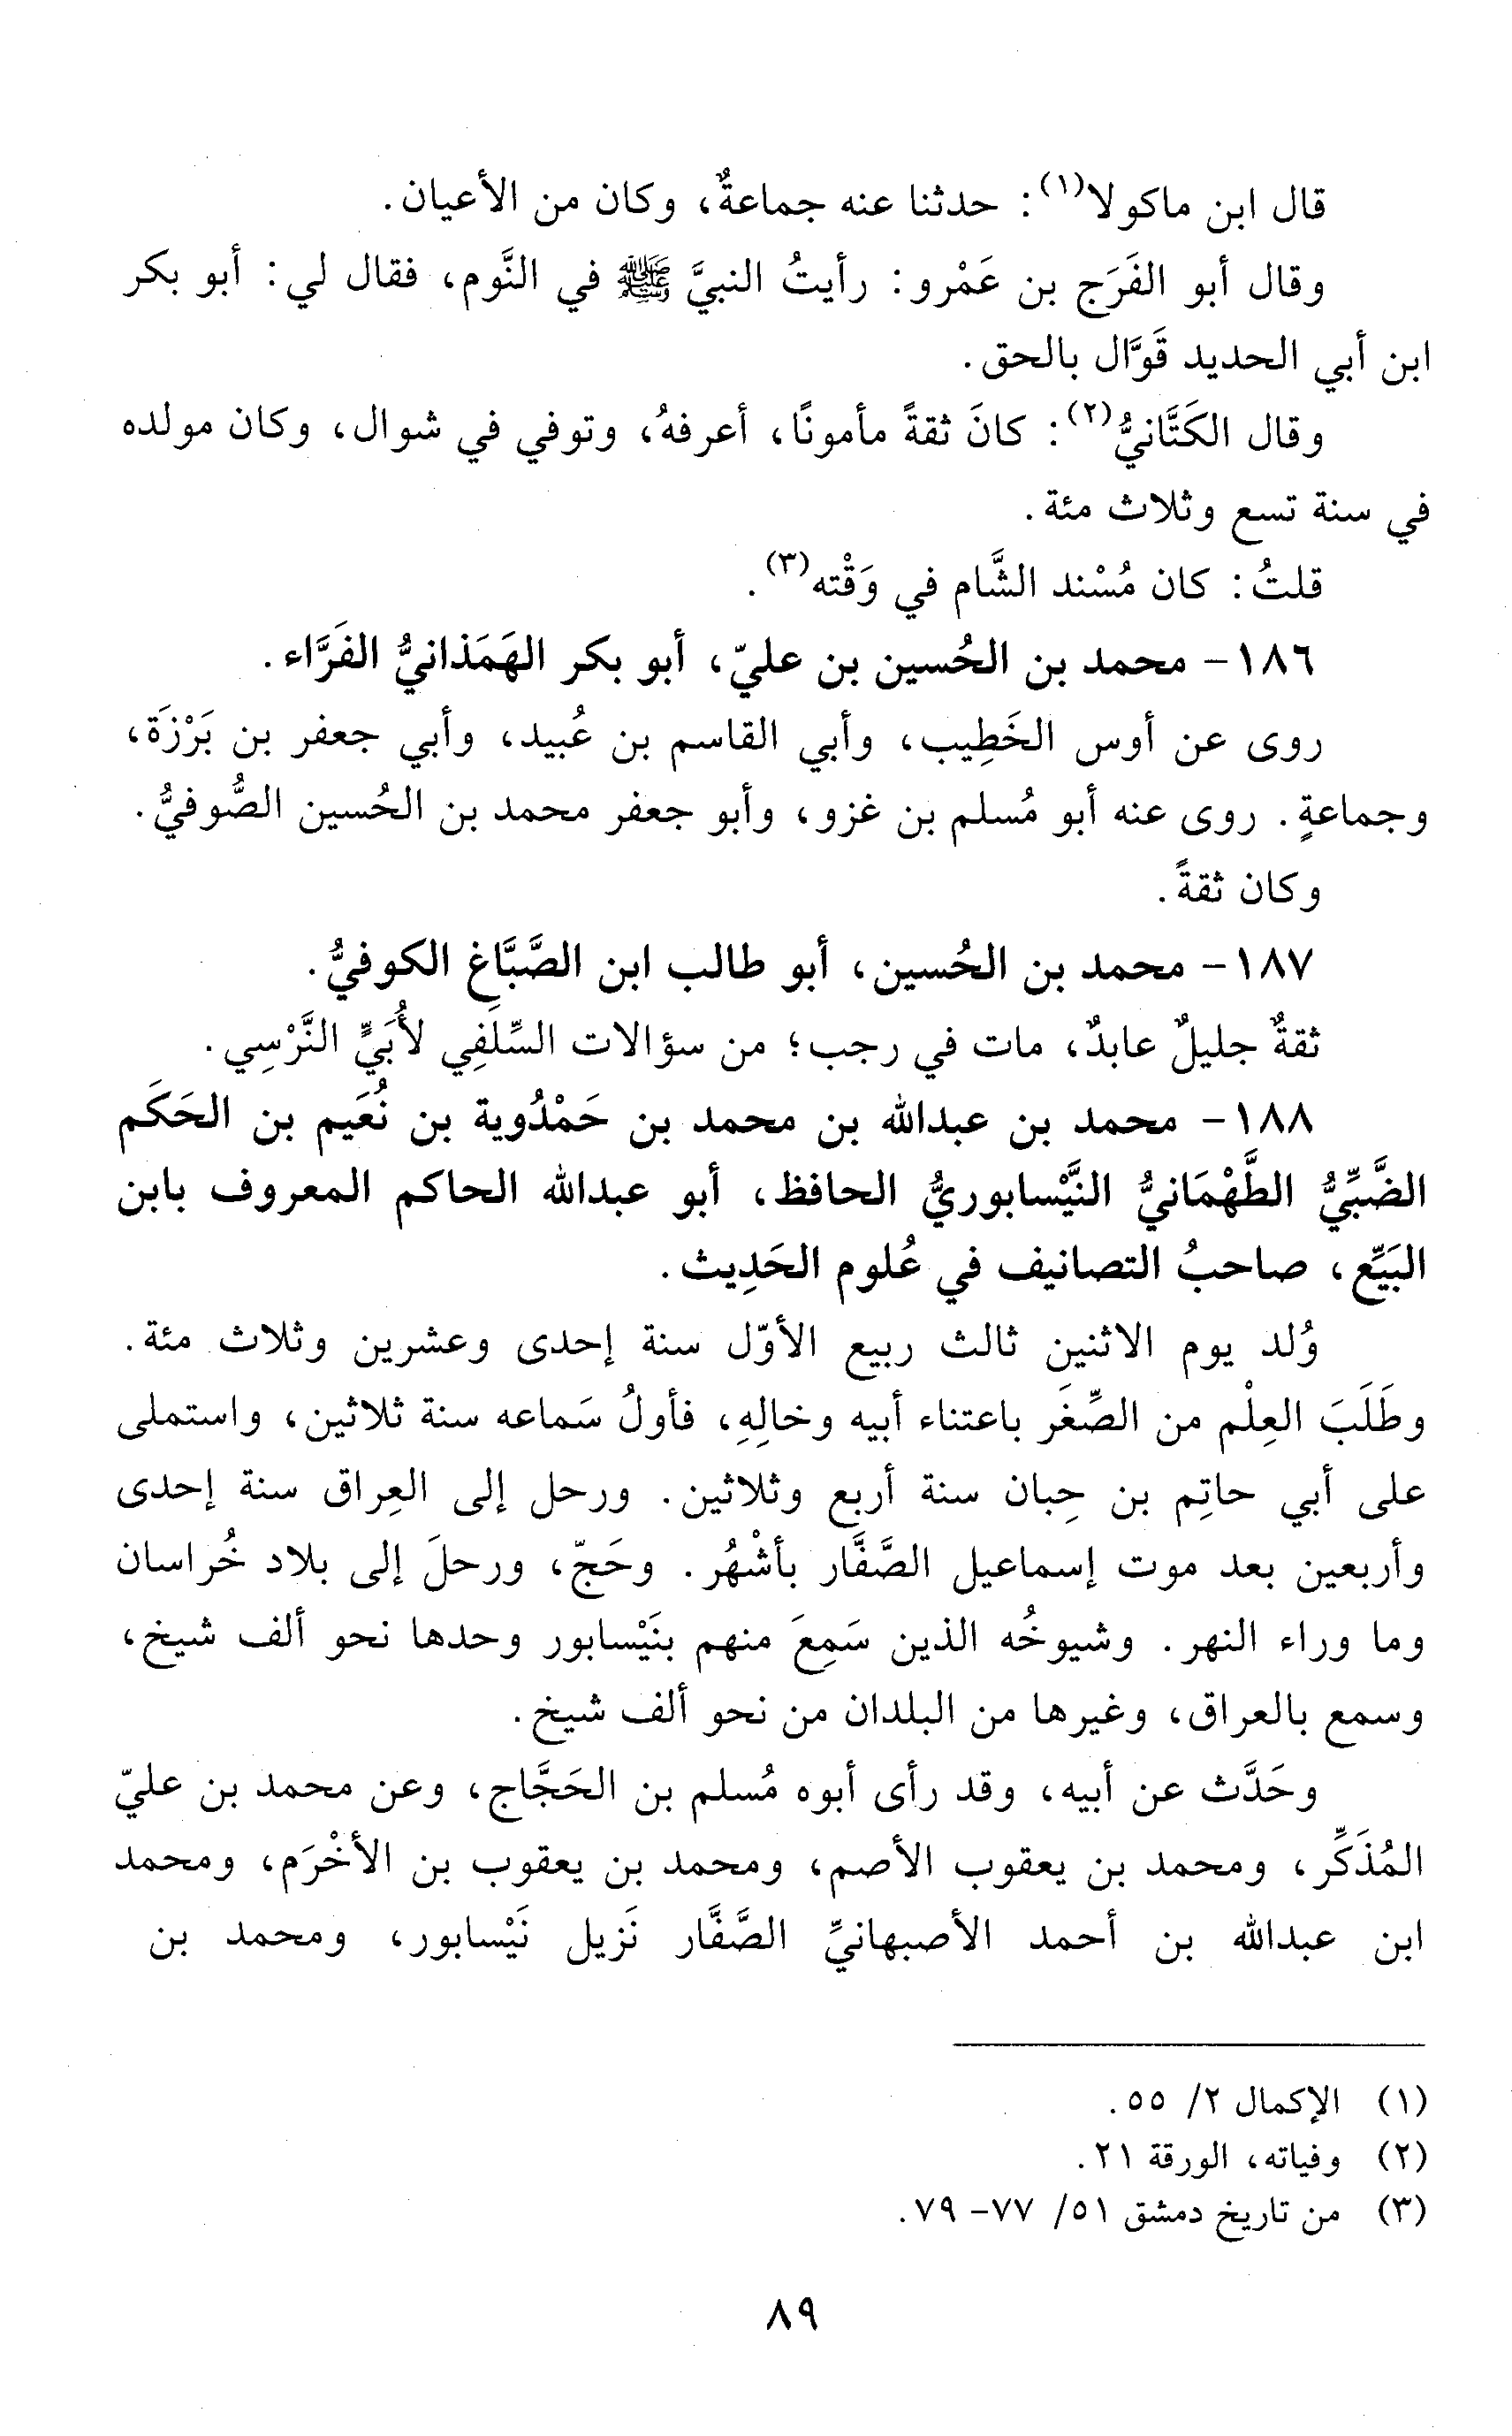 قال ابن ماكولا(١): حدثنا عنه جماعةٌ، وكان من الأعيان.
وقال أبو الفَرَج بن عَمْرو: رأيتُ النبيَّ ﷺ في النَّوم، فقال لي: أبو بكر
ابن أبي الحديد قَوَّال بالحق.
وقال الكَتَّانيُّ(٢): كانَ ثقةً مأمونًا، أعرفهُ، وتوفي في شوال، وكان مولده
في سنة تسع وثلاث مئة.
قلتُ: كان مُسْند الشَّام في وَقْته(٣).
١٨٦- محمد بن الحُسين بن عليّ، أبو بكر الهَمَذانيُّ الفَرَّاء.
روى عن أوس الخَطِيب، وأبي القاسم بن عُبيد، وأبي جعفر بن بَرْزَة،
وجماعةٍ. روى عنه أبو مُسلم بن غزو، وأبو جعفر محمد بن الحُسين الصُّوفيُّ.
وكان ثقةً.
١٨٧- محمد بن الحُسين، أبو طالب ابن الصَّبَّاغ الكوفيُّ.
ثقةٌ جليلٌ عابدٌ، مات في رجب؛ من سؤالات السِّلَفِي لأُبَيٍّ النَّرْسِي.
١٨٨- محمد بن عبدالله بن محمد بن حَمْدُوية بن نُعَيم بن الحَكَم
الضَّبِّيُّ الطَّهْمَانيُّ النَّيْسابوريُّ الحافظ، أبو عبدالله الحاكم المعروف بابن
البَيِّع، صاحبُ التصانيف في عُلوم الحَدِيث.
وُلد يوم الاثنين ثالث ربيع الأوّل سنة إحدى وعشرين وثلاث مئة.
وطَلَبَ العِلْم من الصِّغَر باعتناء أبيه وخالِهِ، فأولُ سَماعه سنة ثلاثين، واستملى
على أبي حاتِم بن حِبان سنة أربع وثلاثين. ورحل إلى العِراق سنة إحدى
وأربعين بعد موت إسماعيل الصَّفَّار بأشْهُر. وحَجّ، ورحلَ إلى بلاد خُراسان
وما وراء النهر. وشيوخُه الذين سَمِعَ منهم بنَيْسابور وحدها نحو ألف شيخ،
وسمع بالعراق، وغيرها من البلدان من نحو ألف شيخ.
وحَدَّث عن أبيه، وقد رأى أبوه مُسلم بن الحَجَّاج، وعن محمد بن عليّ
المُذَكِّر، ومحمد بن يعقوب الأصم، ومحمد بن يعقوب بن الأخْرَم، ومحمد
ابن عبدالله بن أحمد الأصبهانيِّ الصَّفَّار نَزيل نَيْسابور، ومحمد بن
(١) الإكمال ٢/ ٥٥.
(٢) وفياته، الورقة ٢١.
(٣) من تاريخ دمشق ٥١/ ٧٧- ٧٩.
٨٩